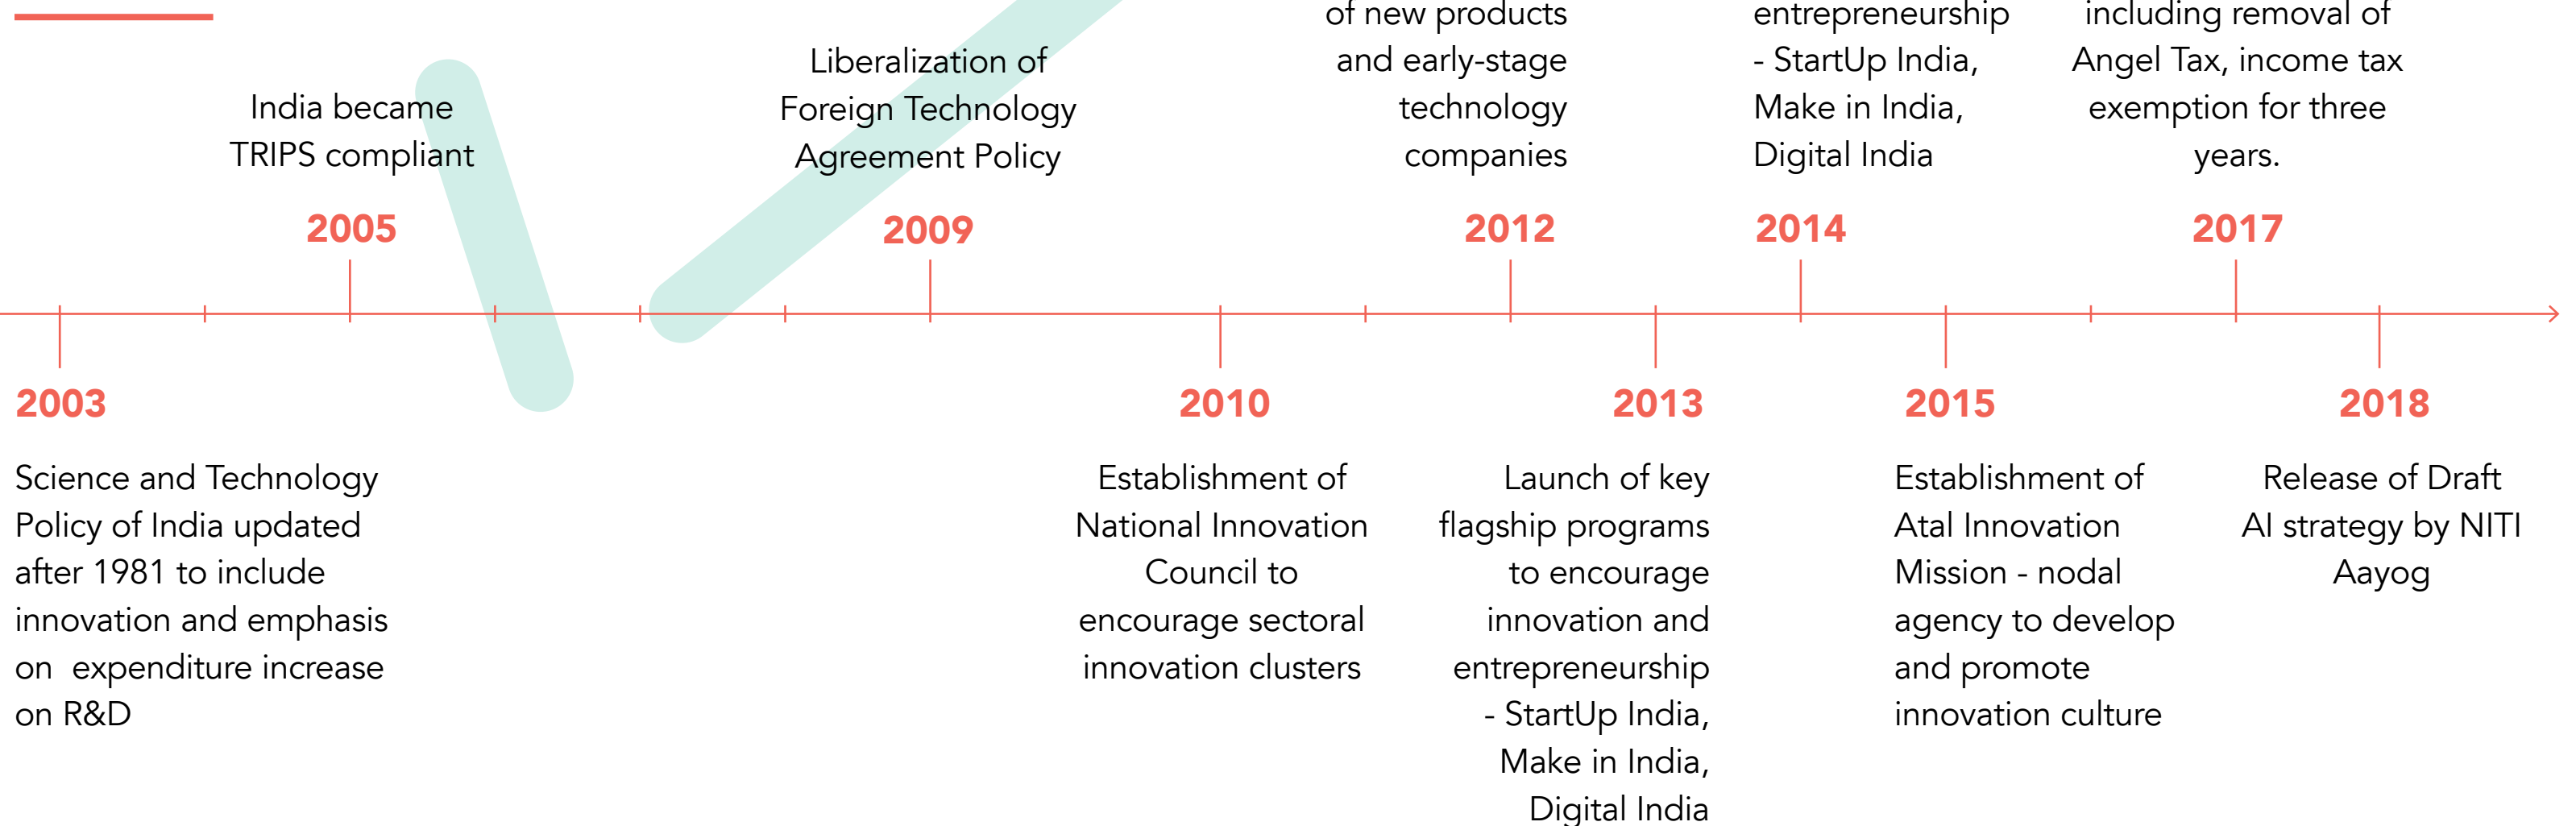 India became
TRIPS compliant
2005
Liberalization of
Foreign Technology
Agreement Policy
2009
of new products
and early-stage
technology
companies
2012
entrepreneurship
- StartUp India,
Make in India,
Digital India
2014
including removal of
Angel Tax, income tax
exemption for three
years.
2017
2003
Science and Technology
Policy of India updated
after 1981 to include
innovation and emphasis
on  expenditure increase
on R&D
2010
Establishment of
National Innovation
Council to
encourage sectoral
innovation clusters
2013
Launch of key
flagship programs
to encourage
innovation and
entrepreneurship
- StartUp India,
Make in India,
Digital India
2015
Establishment of
Atal Innovation
Mission - nodal
agency to develop
and promote
innovation culture
2018
Release of Draft
AI strategy by NITI
Aayog